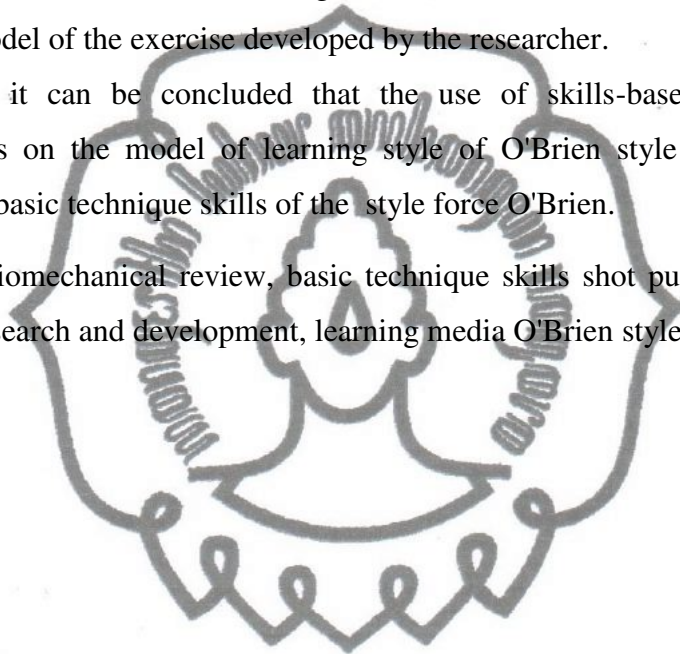 odel of the exercise developed by the researcher.
it can be concluded that the use of skills-base
s on the model of learning style of O'Brien style
basic technique skills of the style force O'Brien.
iomechanical review, basic technique skills shot pu
search and development, learning media O'Brien style